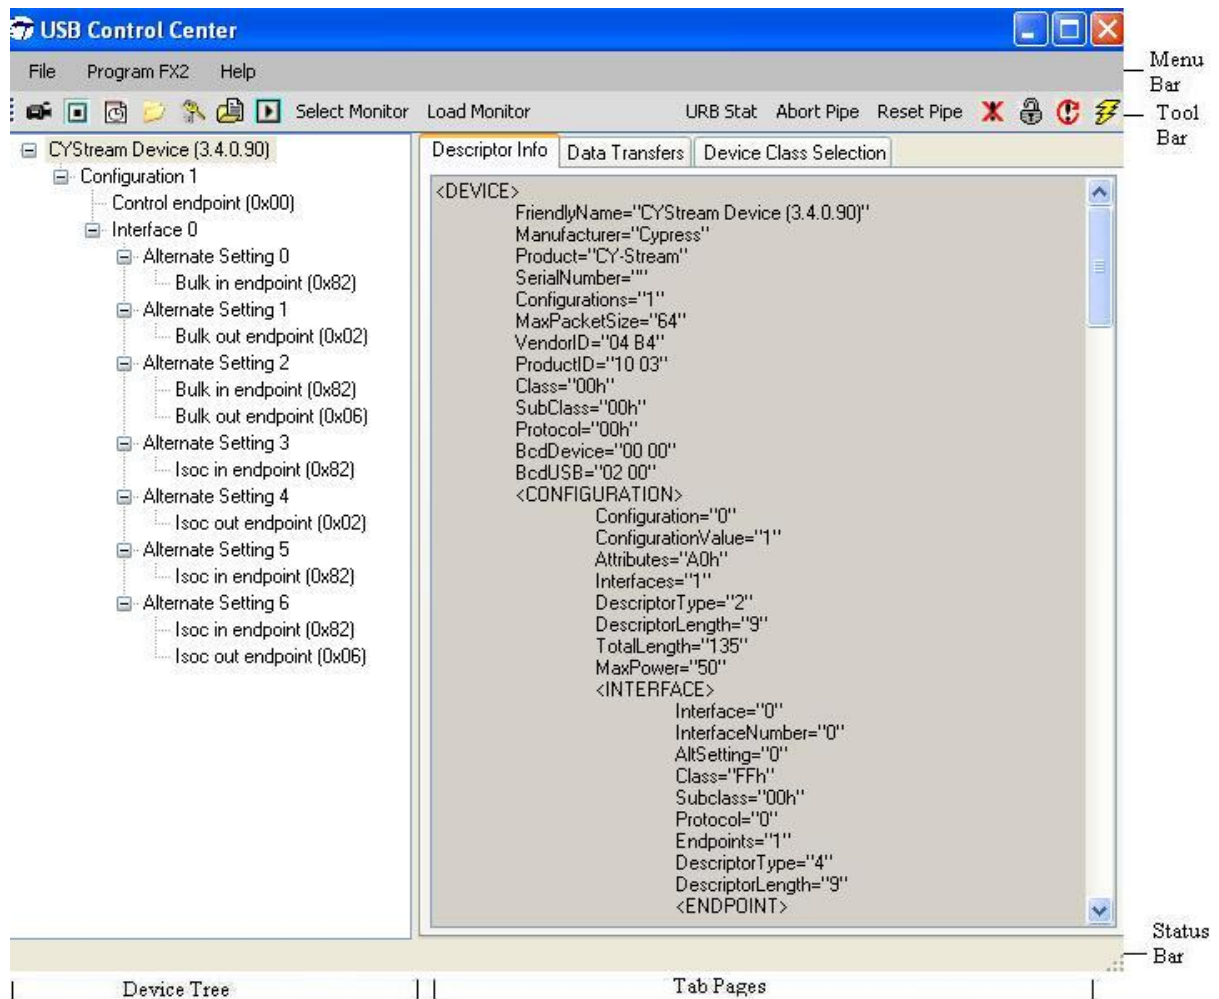 USB Control Center
File Program FX2 Help
Menu
Bar
Select Monitor Load Monitor URB Stat Abort Pipe Reset Pipe
Tool
Bar
CYStream Device (3.4.0.90)
Configuration 1
Control endpoint (0x00)
Interface 0
Alternate Setting 0
Bulk in endpoint (0x82)
Alternate Setting 1
Bulk out endpoint (0x02)
Alternate Setting 2
Bulk in endpoint (0x82)
Bulk out endpoint (0x06)
Alternate Setting 3
Isoc in endpoint (0x82)
Alternate Setting 4
Isoc out endpoint (0x02)
Alternate Setting 5
Isoc in endpoint (0x82)
Alternate Setting 6
Isoc in endpoint (0x82)
Isoc out endpoint (0x06)
Descriptor Info Data Transfers Device Class Selection
<DEVICE>
FriendlyName="CYStream Device (3.4.0.90)"
Manufacturer="Cypress"
Product="CY-Stream"
SerialNumber=""
Configurations="1"
MaxPacketSize="64"
VendorID="04 B4"
ProductID="10 03"
Class="00h"
SubClass="00h"
Protocol="00h"
BcdDevice="00 00"
BcdUSB="02 00"
<CONFIGURATION>
Configuration="0"
ConfigurationValue="1"
Attributes="A0h"
Interfaces="1"
DescriptorType="2"
DescriptorLength="9"
TotalLength="135"
MaxPower="50"
<INTERFACE>
Interface="0"
InterfaceNumber="0"
AltSetting="0"
Class="FFh"
Subclass="00h"
Protocol="0"
Endpoints="1"
DescriptorType="4"
DescriptorLength="9"
<ENDPOINT>
Status
Bar
Device Tree
Tab Pages